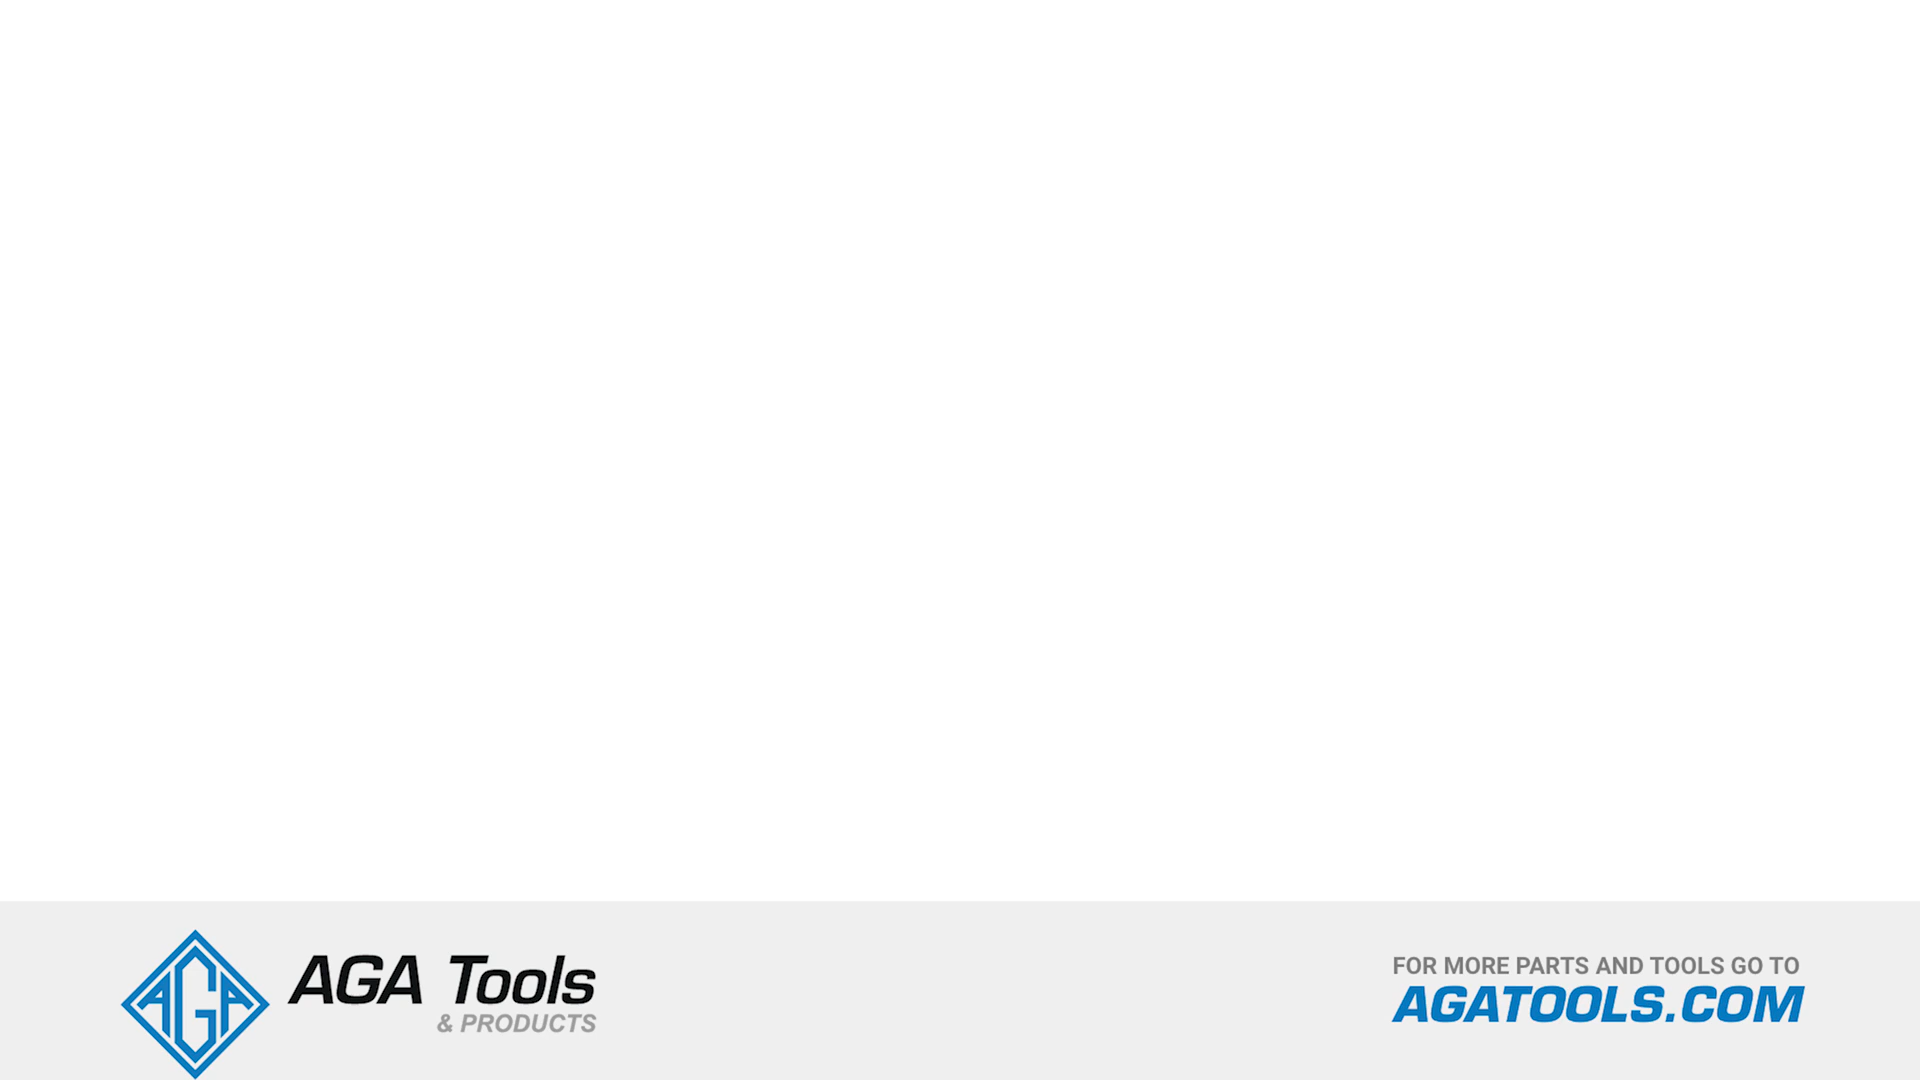 AGA
AGA Tools
& PRODUCTS
FOR MORE PARTS AND TOOLS GO TO
AGATOOLS.COM